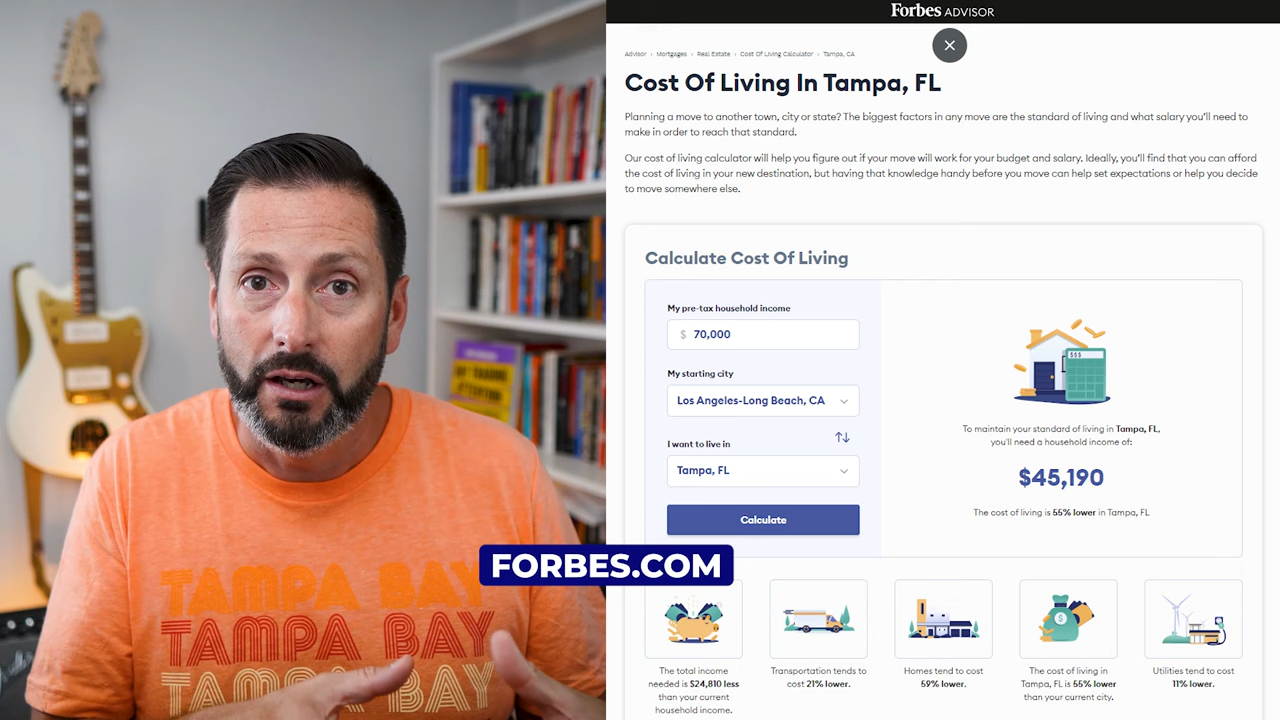 Forbes ADVISOR
Advisor › Mortgages › Real Estate › Cost Of Living Calculator › Tampa, CA
Cost Of Living In Tampa, FL
Planning a move to another town, city or state? The biggest factors in any move are the standard of living and what salary you'll need to
make in order to reach that standard.
Our cost of living calculator will help you figure out if your move will work for your budget and salary. Ideally, you'll find that you can afford
the cost of living in your new destination, but having that knowledge handy before you move can help set expectations or help you decide
to move somewhere else.
Calculate Cost Of Living
My pre-tax household income
$ 70,000
My starting city
Los Angeles-Long Beach, CA
I want to live in
Tampa, FL
Calculate
$$$
To maintain your standard of living in Tampa, FL,
you'll need a household income of:
$45,190
The cost of living is 55% lower in Tampa, FL
The total income
needed is $24,810 less
than your current
household income.
Transportation tends to
cost 21% lower.
Homes tend to cost
59% lower.
$
The cost of living in
Tampa, FL is 55% lower
than your current city.
Utilities tend to cost
11% lower.
FORBES.COM
TAMPA BAY
TAMPA BAY
TAMPA BAY